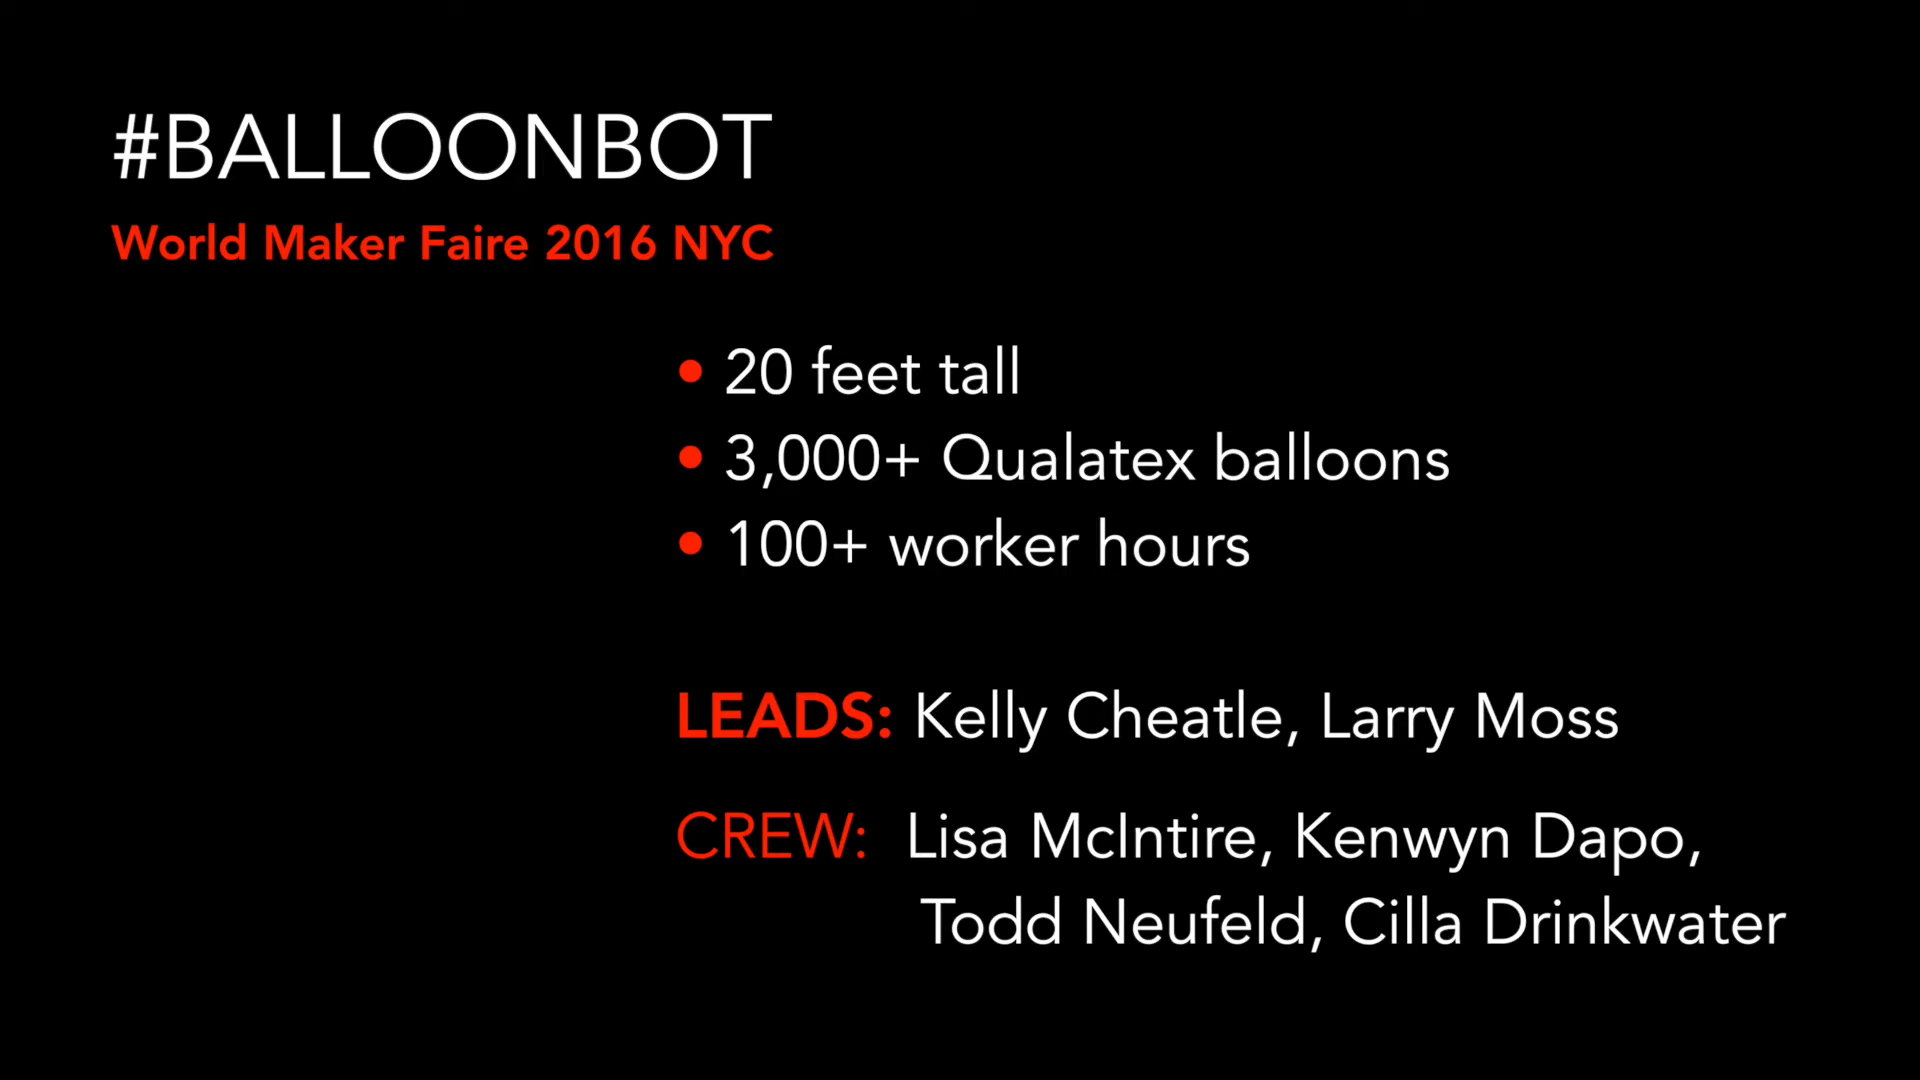 #BALLOONBOT
World Maker Faire 2016 NYC
• 20 feet tall
• 3,000+ Qualatex balloons
• 100+ worker hours
LEADS: Kelly Cheatle, Larry Moss
CREW: Lisa McIntire, Kenwyn Dapo,
Todd Neufeld, Cilla Drinkwater